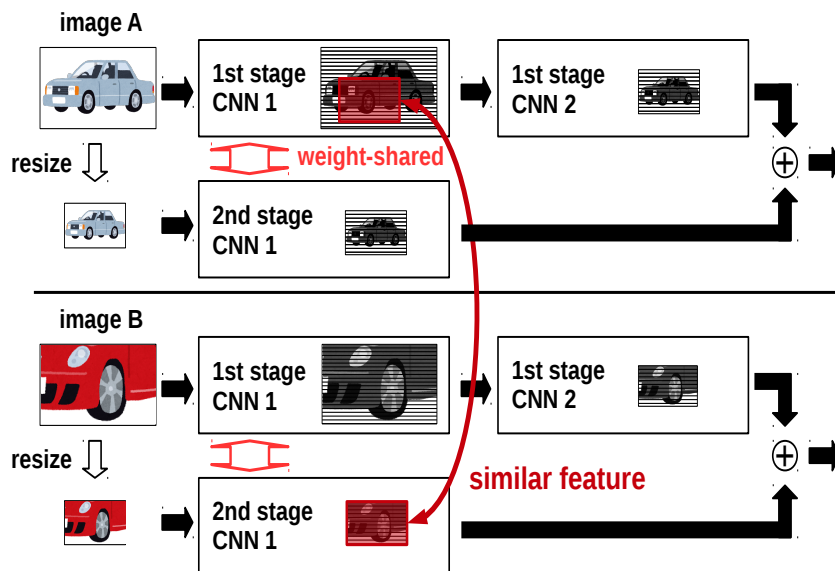 image A
1st stage
CNN 1
1st stage
CNN 2
resize
weight-shared
2nd stage
CNN 1
image B
1st stage
CNN 1
1st stage
CNN 2
resize
similar feature
2nd stage
CNN 1